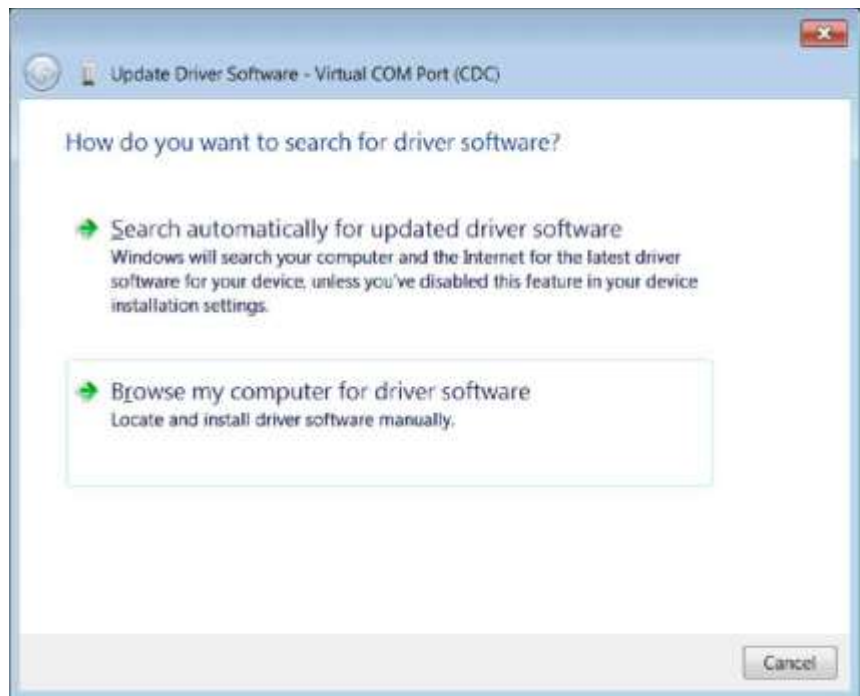 Update Driver Software - Virtual COM Port (CDC)
How do you want to search for driver software?
Search automatically for updated driver software
Windows will search your computer and the Internet for the latest driver
software for your device, unless you've disabled this feature in your device
installation settings.
Browse my computer for driver software
Locate and install driver software manually.
Cancel